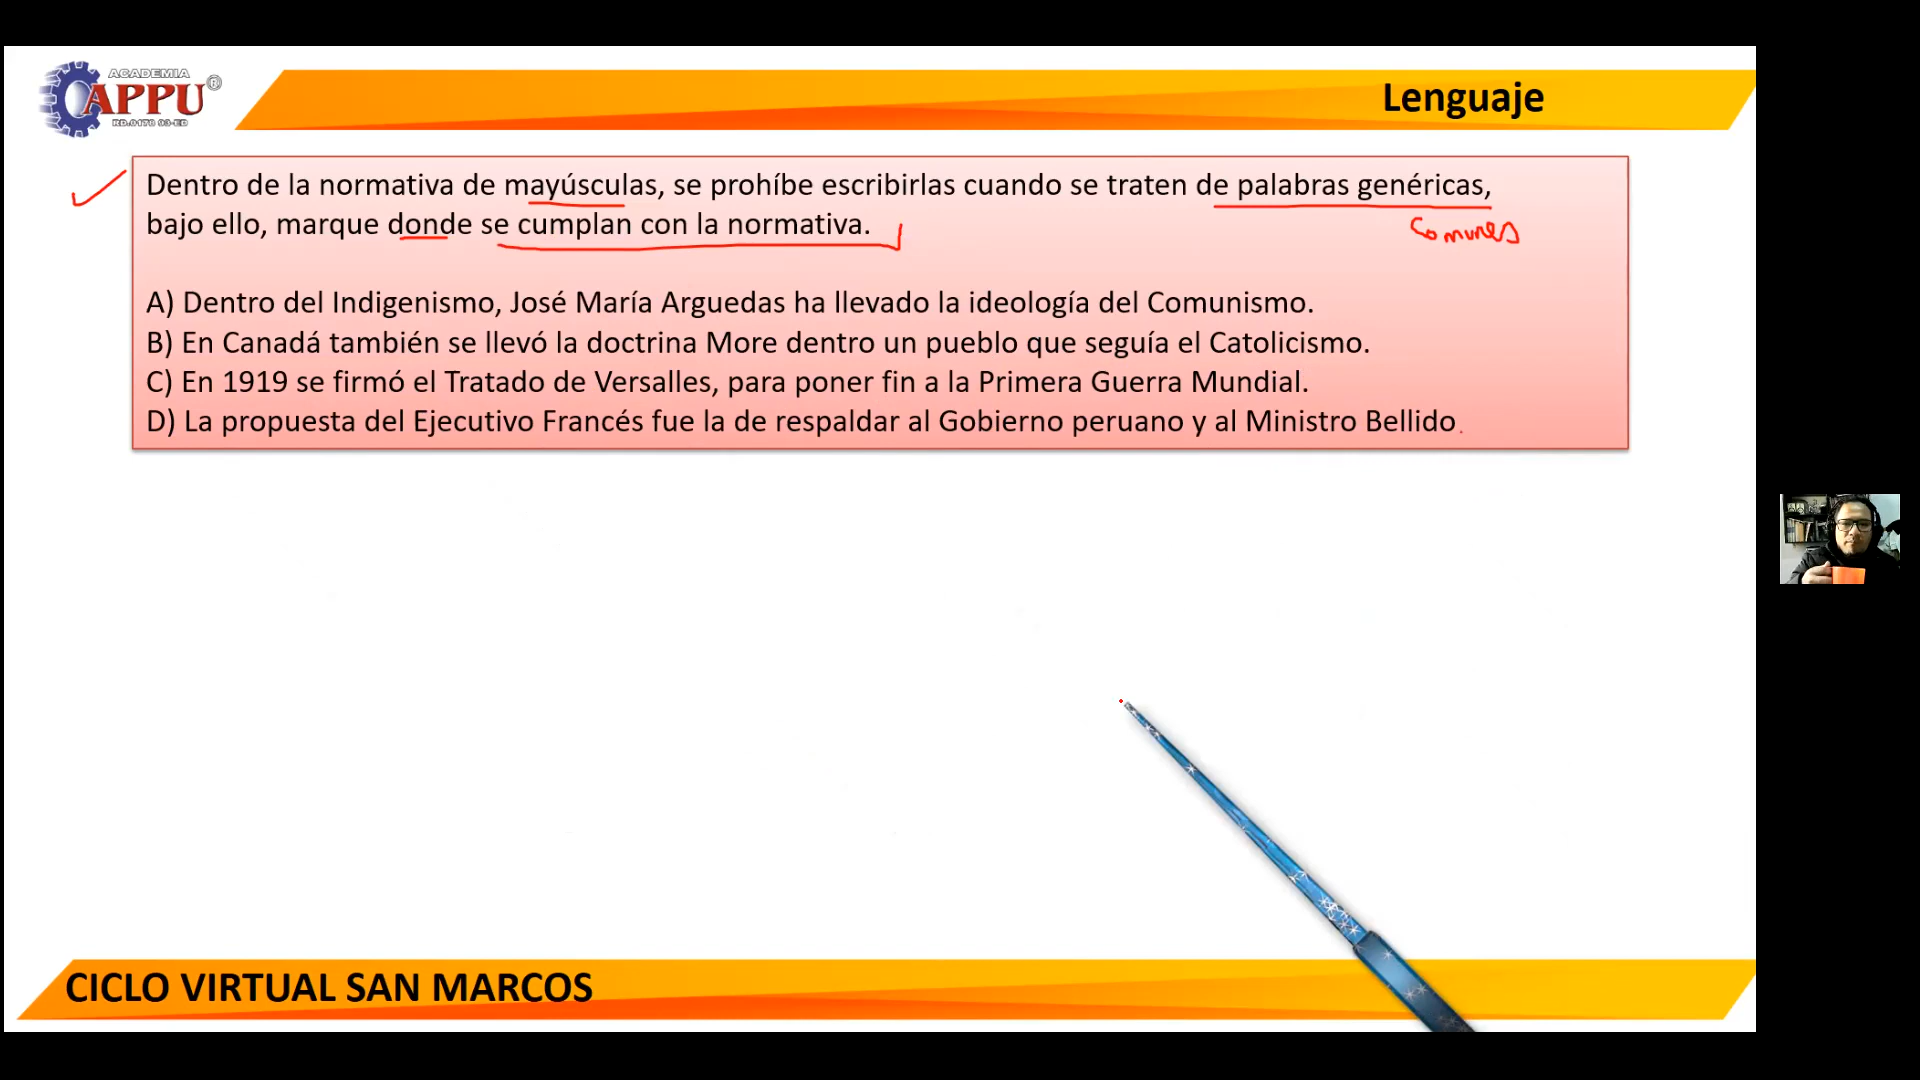 ACADEMIA
APPU®
RD.0170 93-ED
Lenguaje
Dentro de la normativa de mayúsculas, se prohíbe escribirlas cuando se traten de palabras genéricas,
bajo ello, marque donde se cumplan con la normativa.
comunes
A) Dentro del Indigenismo, José María Arguedas ha llevado la ideología del Comunismo.
B) En Canadá también se llevó la doctrina More dentro un pueblo que seguía el Catolicismo.
C) En 1919 se firmó el Tratado de Versalles, para poner fin a la Primera Guerra Mundial.
D) La propuesta del Ejecutivo Francés fue la de respaldar al Gobierno peruano y al Ministro Bellido.
CICLO VIRTUAL SAN MARCOS